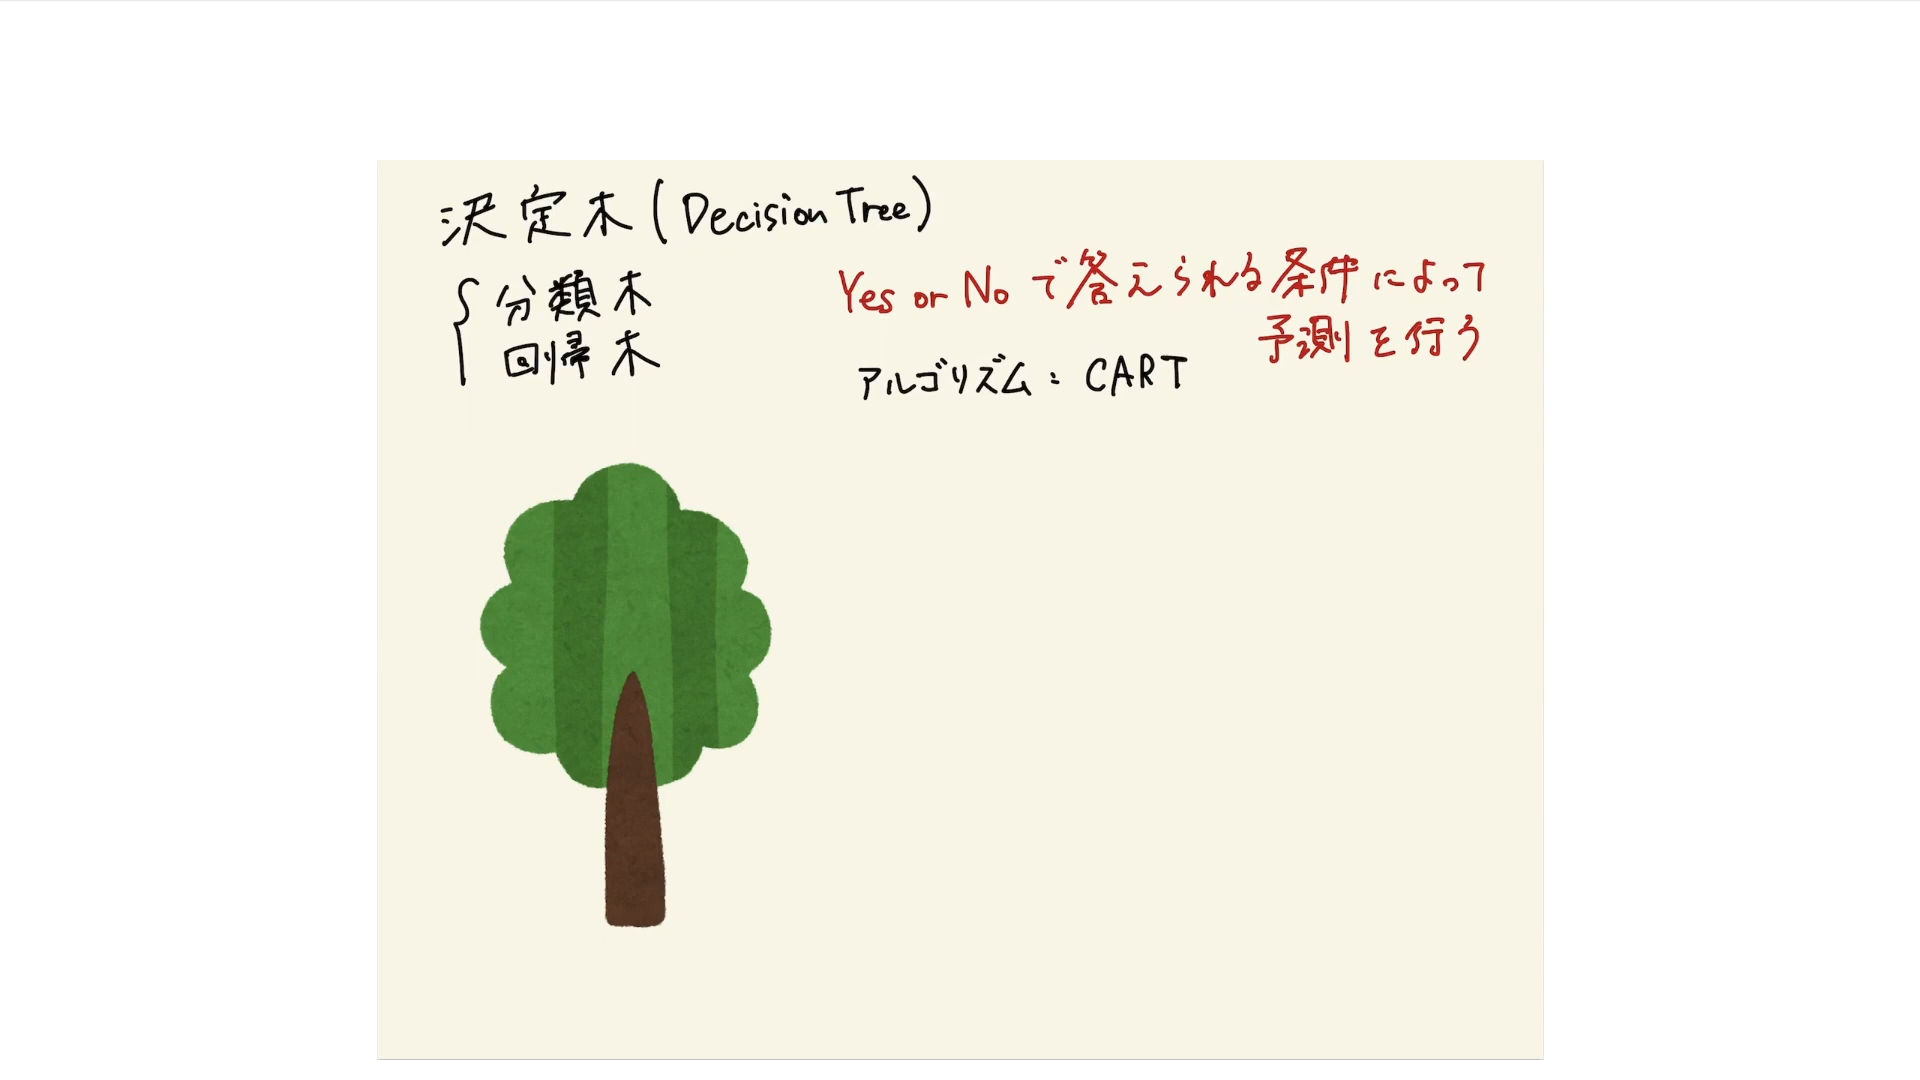 決定木(Decision Tree)
分類木
回帰木
Yes or No で答えられる条件によって
予測を行う
アルゴリズム: CART